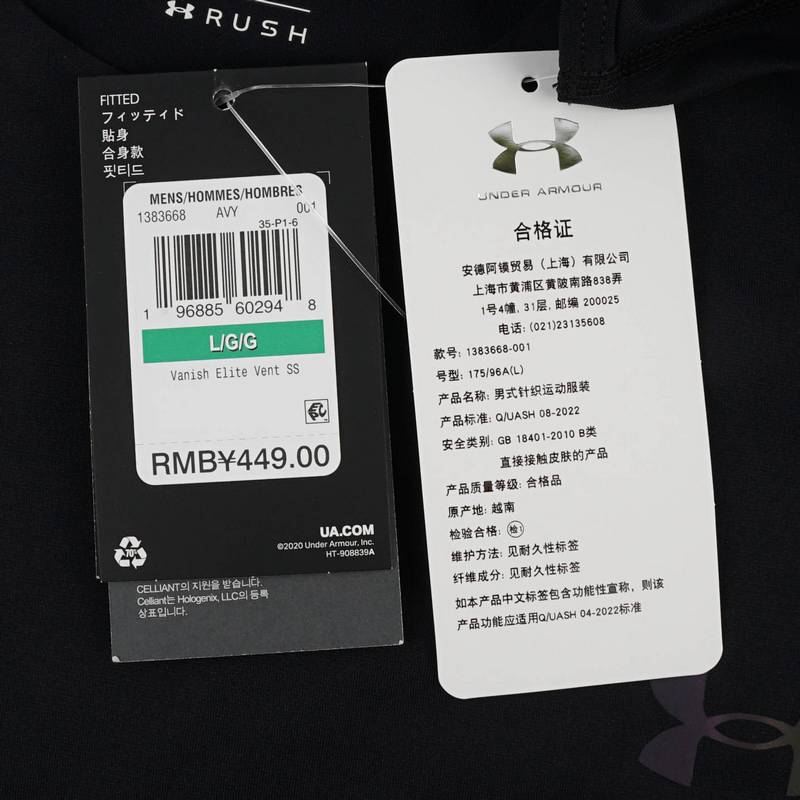 RUSH
FITTED
フィッティド
貼身
合身款
핏티드
MENS/HOMMES/HOMBRES
1383668 AVY 001
35-P1-6
1 96885 60294 8
L/G/G
Vanish Elite Vent SS
RMB¥449.00
UA.COM
©2020 Under Armour, Inc.
HT-908839A
70%
CELLIANT의 지원을 받습니다.
Celliant는 Hologenix, LLC의 등록
상표입니다.
UNDER ARMOUR
合格证
安德阿镆贸易（上海）有限公司
上海市黄浦区黄陂南路838弄
1号4幢, 31层, 邮编 200025
电话: (021)23135608
款号: 1383668-001
号型: 175/96A(L)
产品名称: 男式针织运动服装
产品标准: Q/UASH 08-2022
安全类别: GB 18401-2010 B类
直接接触皮肤的产品
产品质量等级: 合格品
原产地: 越南
检验合格: 检1
维护方法: 见耐久性标签
纤维成分: 见耐久性标签
如本产品中文标签包含功能性宣称, 则该
产品功能应适用Q/UASH 04-2022标准